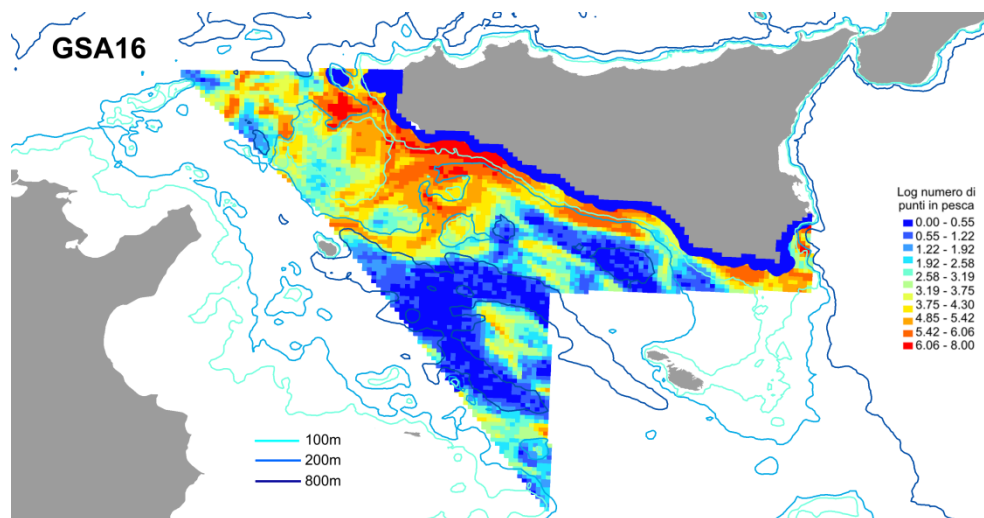 GSA16
Log numero di
punti in pesca
0.00 - 0.55
0.55 - 1.22
1.22 - 1.92
1.92 - 2.58
2.58 - 3.19
3.19 - 3.75
3.75 - 4.30
4.85 - 5.42
5.42 - 6.06
6.06 - 8.00
100m
200m
800m